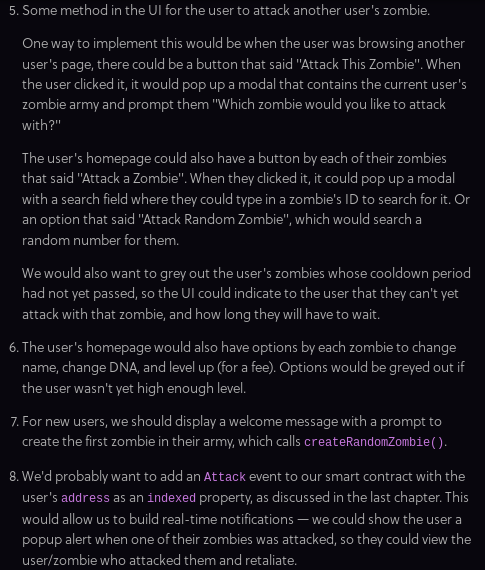 5. Some method in the UI for the user to attack another user's zombie.
One way to implement this would be when the user was browsing another
user's page, there could be a button that said "Attack This Zombie". When
the user clicked it, it would pop up a modal that contains the current user's
zombie army and prompt them "Which zombie would you like to attack
with?"
The user's homepage could also have a button by each of their zombies
that said "Attack a Zombie". When they clicked it, it could pop up a modal
with a search field where they could type in a zombie's ID to search for it. Or
an option that said "Attack Random Zombie", which would search a
random number for them.
We would also want to grey out the user's zombies whose cooldown period
had not yet passed, so the UI could indicate to the user that they can't yet
attack with that zombie, and how long they will have to wait.
6. The user's homepage would also have options by each zombie to change
name, change DNA, and level up (for a fee). Options would be greyed out if
the user wasn't yet high enough level.
7. For new users, we should display a welcome message with a prompt to
create the first zombie in their army, which calls createRandomZombie().
8. We'd probably want to add an Attack event to our smart contract with the
user's address as an indexed property, as discussed in the last chapter. This
would allow us to build real-time notifications — we could show the user a
popup alert when one of their zombies was attacked, so they could view the
user/zombie who attacked them and retaliate.